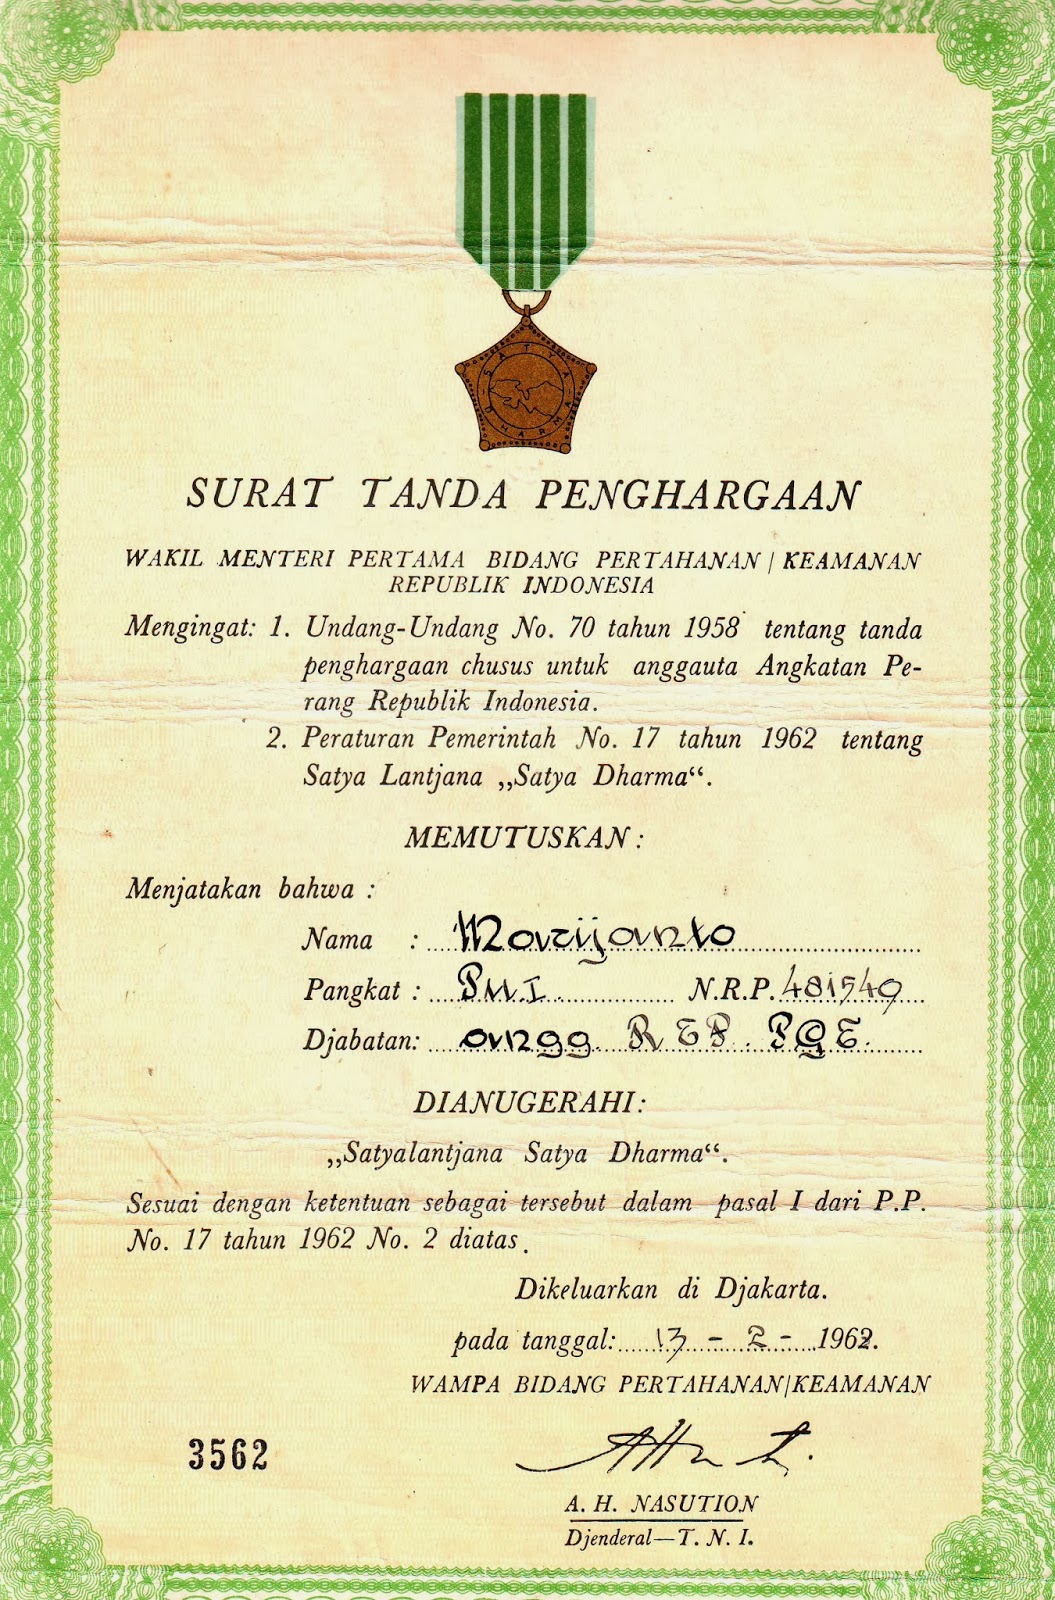 SATYA
DHARMA
SURAT TANDA PENGHARGAAN
WAKIL MENTERI PERTAMA BIDANG PERTAHANAN/KEAMANAN
REPUBLIK INDONESIA
Mengingat: 1. Undang-Undang No. 70 tahun 1958 tentang tanda
penghargaan chusus untuk anggauta Angkatan Pe-
rang Republik Indonesia.
2. Peraturan Pemerintah No. 17 tahun 1962 tentang
Satya Lantjana „Satya Dharma“.
MEMUTUSKAN:
Menjatakan bahwa :
Nama : Marijanto
Pangkat : PMI N.R.P. 481549
Djabatan: angg. REP. PGT.
DIANUGERAHI:
„Satyalantjana Satya Dharma“.
Sesuai dengan ketentuan sebagai tersebut dalam pasal I dari P.P.
No. 17 tahun 1962 No. 2 diatas.
Dikeluarkan di Djakarta.
pada tanggal: 13 - 2 - 1962.
WAMPA BIDANG PERTAHANAN/KEAMANAN
3562
A. H. NASUTION
Djenderal—T. N. I.